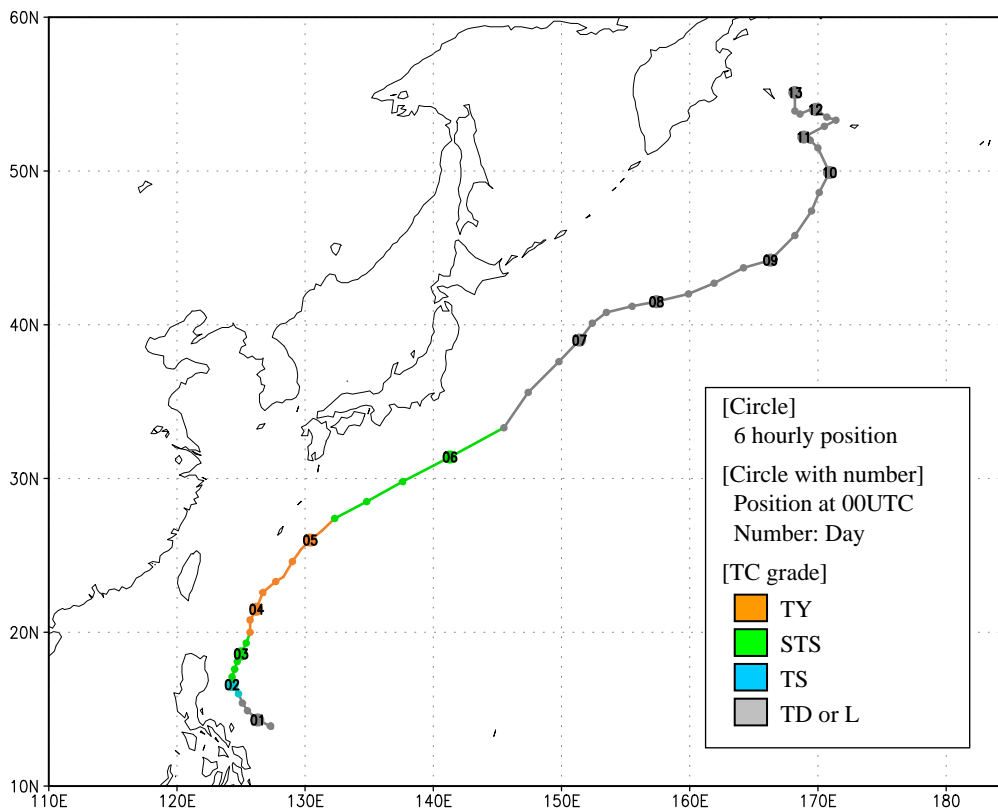 60N
50N
40N
30N
20N
10N
110E 120E 130E 140E 150E 160E 170E 180
13
12
11
10
09
08
07
06
05
04
03
02
01
[Circle]
6 hourly position
[Circle with number]
Position at 00UTC
Number: Day
[TC grade]
TY
STS
TS
TD or L